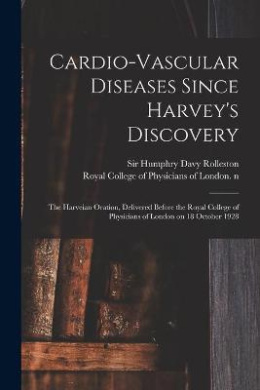 Cardio-Vascular
Diseases Since
Harvey's
Discovery
Sir Humphry Davy Rolleston
Royal College of Physicians of London. n
The Harveian Oration, Delivered Before the Royal College of
Physicians of London on 18 October 1928